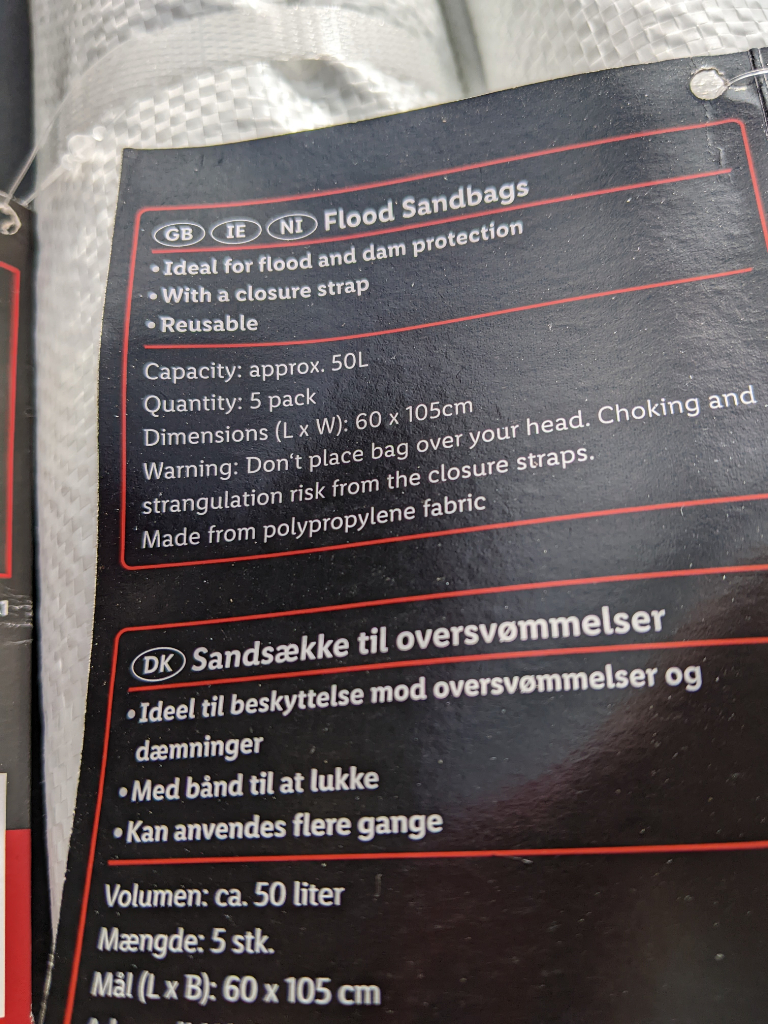 GB IE NI Flood Sandbags
• Ideal for flood and dam protection
• With a closure strap
• Reusable
Capacity: approx. 50L
Quantity: 5 pack
Dimensions (L x W): 60 x 105cm
Warning: Don't place bag over your head. Choking and
strangulation risk from the closure straps.
Made from polypropylene fabric
DK Sandsække til oversvømmelser
• Ideel til beskyttelse mod oversvømmelser og
dæmninger
• Med bånd til at lukke
• Kan anvendes flere gange
Volumen: ca. 50 liter
Mængde: 5 stk.
Mål (L x B): 60 x 105 cm